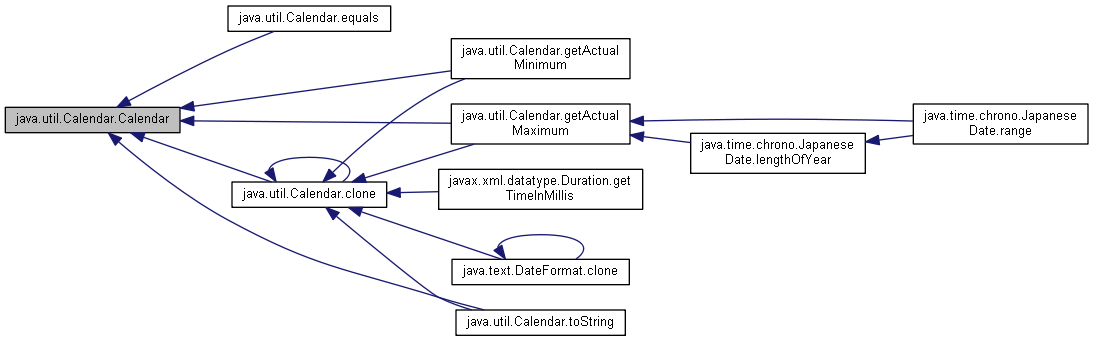 java.util.Calendar.equals
java.util.Calendar.getActual
Minimum
java.util.Calendar.Calendar
java.util.Calendar.getActual
Maximum
java.time.chrono.Japanese
Date.range
java.time.chrono.Japanese
Date.lengthOfYear
java.util.Calendar.clone
javax.xml.datatype.Duration.get
TimeInMillis
java.text.DateFormat.clone
java.util.Calendar.toString